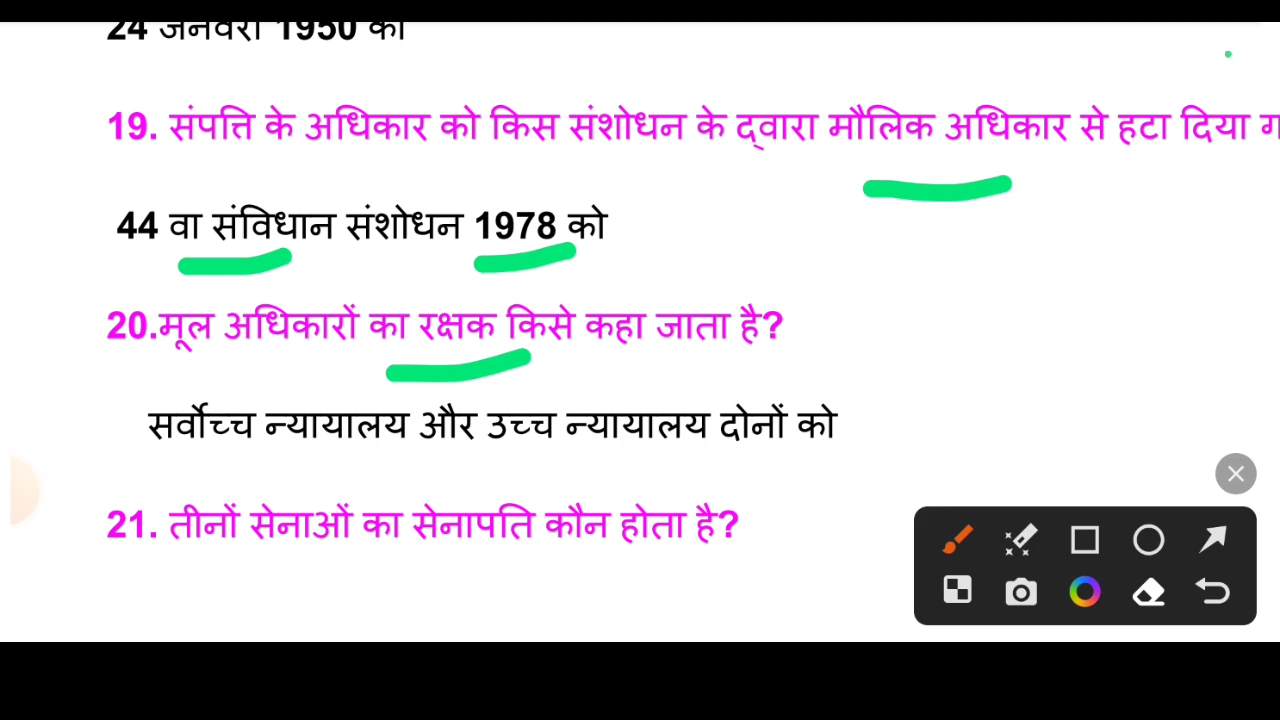 24 जनवरी 1950 को
19. संपत्ति के अधिकार को किस संशोधन के द्वारा मौलिक अधिकार से हटा दिया
44 वा संविधान संशोधन 1978 को
20.मूल अधिकारों का रक्षक किसे कहा जाता है?
सर्वोच्च न्यायालय और उच्च न्यायालय दोनों को
21. तीनों सेनाओं का सेनापति कौन होता है?